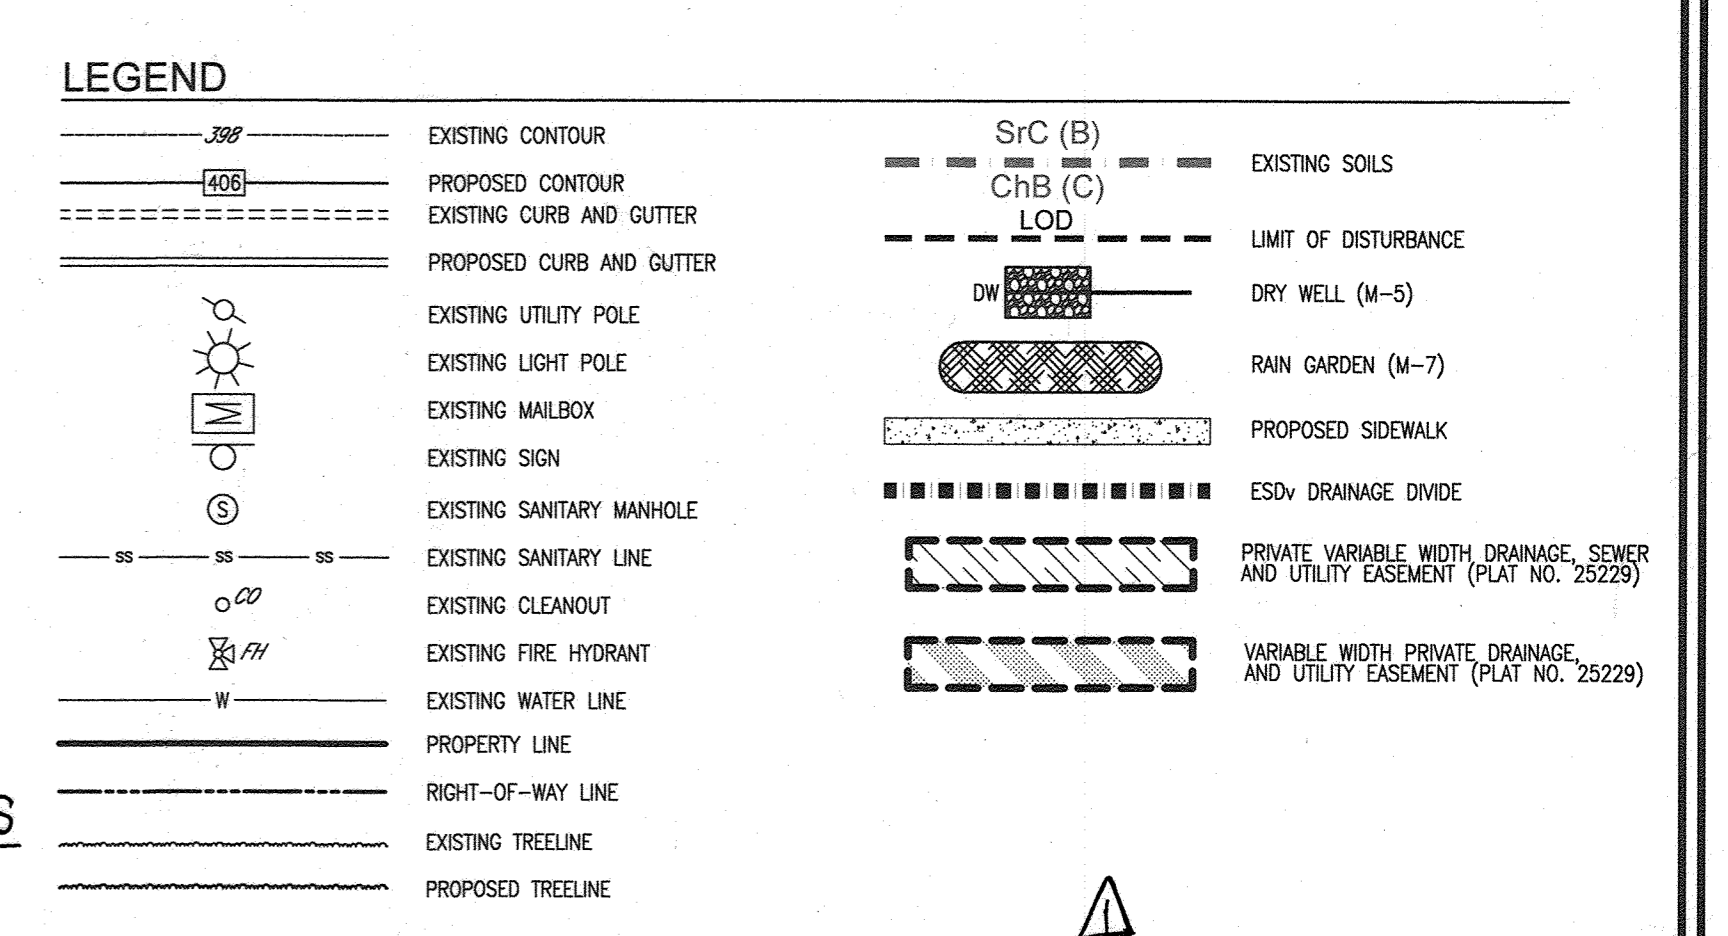 LEGEND
398 EXISTING CONTOUR
406 PROPOSED CONTOUR
EXISTING CURB AND GUTTER
PROPOSED CURB AND GUTTER
EXISTING UTILITY POLE
EXISTING LIGHT POLE
EXISTING MAILBOX
EXISTING SIGN
S EXISTING SANITARY MANHOLE
SS SS SS EXISTING SANITARY LINE
CO EXISTING CLEANOUT
FH EXISTING FIRE HYDRANT
W EXISTING WATER LINE
PROPERTY LINE
RIGHT-OF-WAY LINE
EXISTING TREELINE
PROPOSED TREELINE
SrC (B)
EXISTING SOILS
ChB (C)
LOD
LIMIT OF DISTURBANCE
DW DRY WELL (M-5)
RAIN GARDEN (M-7)
PROPOSED SIDEWALK
ESDv DRAINAGE DIVIDE
PRIVATE VARIABLE WIDTH DRAINAGE, SEWER
AND UTILITY EASEMENT (PLAT NO. 25229)
VARIABLE WIDTH PRIVATE DRAINAGE,
AND UTILITY EASEMENT (PLAT NO. 25229)
S
1